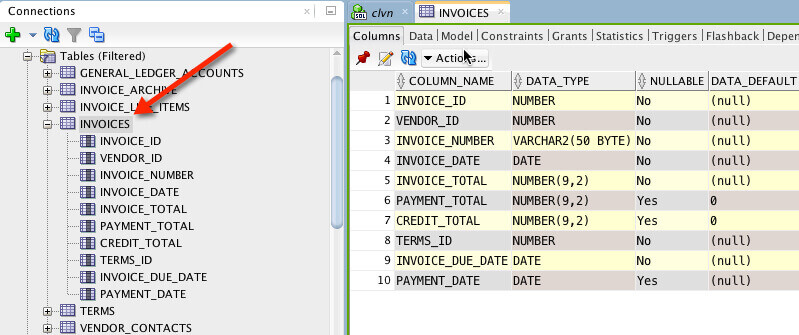 Connections
Tables (Filtered)
GENERAL_LEDGER_ACCOUNTS
INVOICE_ARCHIVE
INVOICE_LINE_ITEMS
INVOICES
INVOICE_ID
VENDOR_ID
INVOICE_NUMBER
INVOICE_DATE
INVOICE_TOTAL
PAYMENT_TOTAL
CREDIT_TOTAL
TERMS_ID
INVOICE_DUE_DATE
PAYMENT_DATE
TERMS
VENDOR_CONTACTS
SQL clvn INVOICES
Columns Data Model Constraints Grants Statistics Triggers Flashback Depen
Actions...
COLUMN_NAME DATA_TYPE NULLABLE DATA_DEFAULT
1 INVOICE_ID NUMBER No (null)
2 VENDOR_ID NUMBER No (null)
3 INVOICE_NUMBER VARCHAR2(50 BYTE) No (null)
4 INVOICE_DATE DATE No (null)
5 INVOICE_TOTAL NUMBER(9,2) No (null)
6 PAYMENT_TOTAL NUMBER(9,2) Yes 0
7 CREDIT_TOTAL NUMBER(9,2) Yes 0
8 TERMS_ID NUMBER No (null)
9 INVOICE_DUE_DATE DATE No (null)
10 PAYMENT_DATE DATE Yes (null)